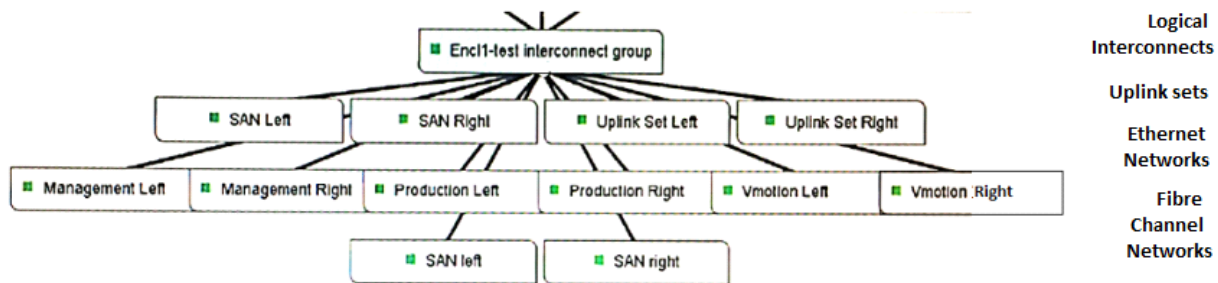 Logical
Interconnects
Encl1-test interconnect group
Uplink sets
SAN Left
SAN Right
Uplink Set Left
Uplink Set Right
Ethernet
Networks
Management Left
Management Right
Production Left
Production Right
Vmotion Left
Vmotion Right
Fibre
Channel
Networks
SAN left
SAN right